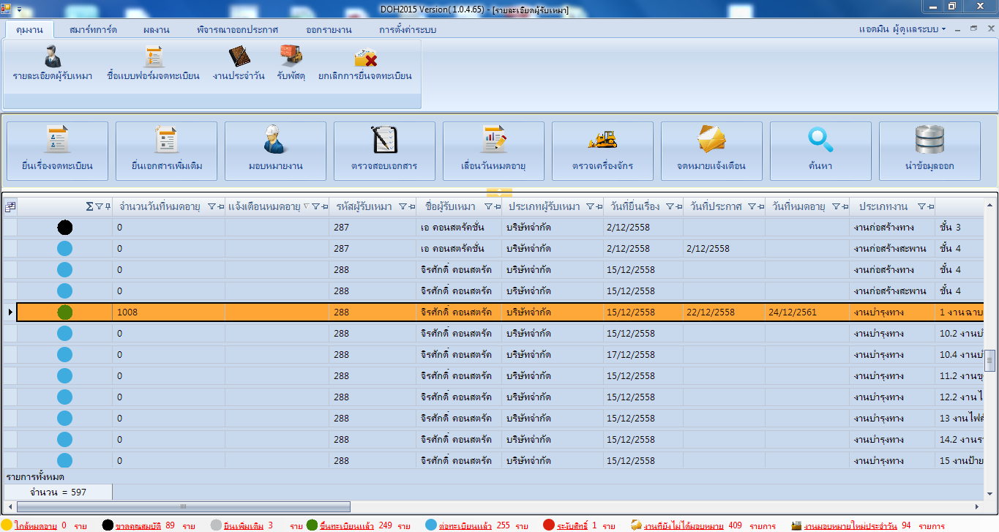 DOH2015 Version( 1.0.4.65) - [รายละเอียดผู้รับเหมา]
คุมงาน สมาร์ทการ์ด ผลงาน พิจารณาออกประกาศ ออกรายงาน การตั้งค่าระบบ แอดมิน ผู้ดูแลระบบ
รายละเอียดผู้รับเหมา ชื่อแบบฟอร์มจดทะเบียน งานประจำวัน รับพัสดุ ยกเลิกการยื่นจดทะเบียน
ยื่นเรื่องจดทะเบียน ยื่นเอกสารเพิ่มเติม มอบหมายงาน ตรวจสอบเอกสาร เลื่อนวันหมดอายุ ตรวจเครื่องจักร จดหมายแจ้งเตือน ค้นหา นำข้อมูลออก
จำนวนวันที่หมดอายุ แจ้งเตือนหมดอายุ รหัสผู้รับเหมา ชื่อผู้รับเหมา ประเภทผู้รับเหมา วันที่ยื่นเรื่อง วันที่ประกาศ วันที่หมดอายุ ประเภทงาน
0 287 เอ คอนสตรัคชั่น บริษัทจำกัด 2/12/2558 งานก่อสร้างทาง ชั้น 3
0 287 เอ คอนสตรัคชั่น บริษัทจำกัด 2/12/2558 2/12/2558 งานก่อสร้างสะพาน ชั้น 4
0 288 จิรศักดิ์ คอนสตรัค บริษัทจำกัด 15/12/2558 งานก่อสร้างทาง ชั้น 4
0 288 จิรศักดิ์ คอนสตรัค บริษัทจำกัด 15/12/2558 งานก่อสร้างสะพาน ชั้น 4
1008 288 จิรศักดิ์ คอนสตรัค บริษัทจำกัด 15/12/2558 22/12/2558 24/12/2561 งานบำรุงทาง 1 งานฉาบ
0 288 จิรศักดิ์ คอนสตรัค บริษัทจำกัด 15/12/2558 งานบำรุงทาง 10.2 งานบ้
0 288 จิรศักดิ์ คอนสตรัค บริษัทจำกัด 17/12/2558 งานบำรุงทาง 10.4 งานบ้
0 288 จิรศักดิ์ คอนสตรัค บริษัทจำกัด 15/12/2558 งานบำรุงทาง 11.2 งานขุ
0 288 จิรศักดิ์ คอนสตรัค บริษัทจำกัด 15/12/2558 งานบำรุงทาง 12.2 งาน ไ
0 288 จิรศักดิ์ คอนสตรัค บริษัทจำกัด 15/12/2558 งานบำรุงทาง 13 งานไฟ
0 288 จิรศักดิ์ คอนสตรัค บริษัทจำกัด 15/12/2558 งานบำรุงทาง 14.2 งานร
0 288 จิรศักดิ์ คอนสตรัค บริษัทจำกัด 15/12/2558 งานบำรุงทาง 15 งานป้าย
รายการทั้งหมด
จำนวน = 597
ใกล้หมดอายุ 0 ราย ขาดคุณสมบัติ 89 ราย ยื่นเพิ่มเติม 3 ราย ขึ้นทะเบียนแล้ว 249 ราย ต่อทะเบียนแล้ว 255 ราย ระงับสิทธิ์ 1 ราย งานที่ยังไม่ได้มอบหมาย 409 รายการ งานมอบหมายใหม่ประจำวัน 94 รายการ